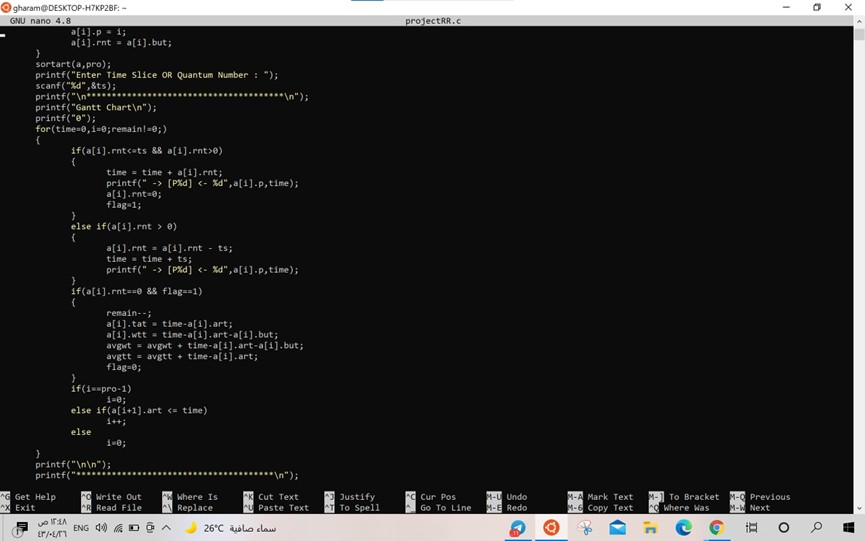 gharam@DESKTOP-H7KP2BF: ~
GNU nano 4.8 projectRR.c
a[i].p = i;
a[i].rnt = a[i].but;
}
sortart(a,pro);
printf("Enter Time Slice OR Quantum Number : ");
scanf("%d",&ts);
printf("\n***************************************\n");
printf("Gantt Chart\n");
printf("0");
for(time=0,i=0;remain!=0;)
{
if(a[i].rnt<=ts && a[i].rnt>0)
{
time = time + a[i].rnt;
printf(" -> [P%d] <- %d",a[i].p,time);
a[i].rnt=0;
flag=1;
}
else if(a[i].rnt > 0)
{
a[i].rnt = a[i].rnt - ts;
time = time + ts;
printf(" -> [P%d] <- %d",a[i].p,time);
}
if(a[i].rnt==0 && flag==1)
{
remain--;
a[i].tat = time-a[i].art;
a[i].wtt = time-a[i].art-a[i].but;
avgwt = avgwt + time-a[i].art-a[i].but;
avgtt = avgtt + time-a[i].art;
flag=0;
}
if(i==pro-1)
i=0;
else if(a[i+1].art <= time)
i++;
else
i=0;
}
printf("\n\n");
printf("***************************************\n");
^G Get Help ^O Write Out ^W Where Is ^K Cut Text ^J Justify ^C Cur Pos M-U Undo M-A Mark Text M-] To Bracket M-Q Previous
^X Exit ^R Read File ^\ Replace ^U Paste Text ^T To Spell ^_ Go To Line M-E Redo M-6 Copy Text ^Q Where Was M-W Next
١٢:٤٨ ص
٤٣/٠٤/٢٦
ENG
26°C سماء صافية